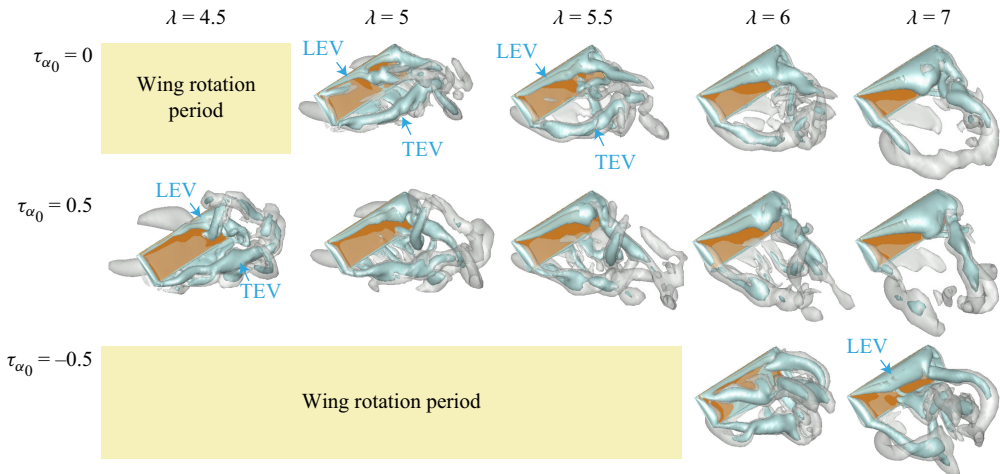 λ = 4.5 λ = 5 λ = 5.5 λ = 6 λ = 7
τα0 = 0
Wing rotation
period
LEV
TEV
LEV
TEV
τα0 = 0.5
LEV
TEV
τα0 = –0.5
Wing rotation period
LEV